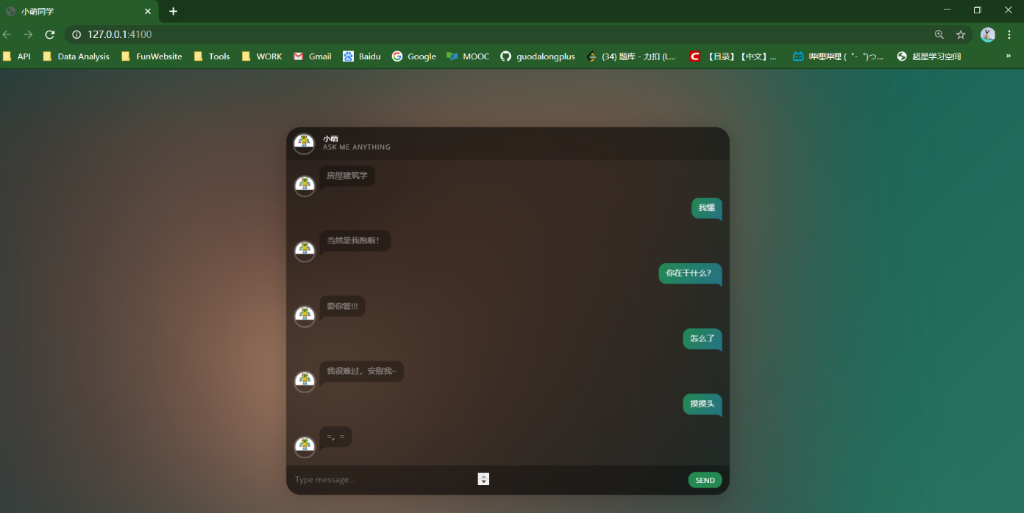 小萌同学
127.0.0.1:4100
API Data Analysis FunWebsite Tools WORK Gmail Baidu Google MOOC guodalongplus (34) 题库 - 力扣 (L... 【目录】【中文】... 哔哩哔哩 ( ゜- ゜)つ... 超星学习空间 »
小萌
ASK ME ANYTHING
房屋建筑学
我懂
当然是我抱喔!
你在干什么?
要你管!!!
怎么了
我很难过，安慰我~
摸摸头
=。=
Type message...
SEND